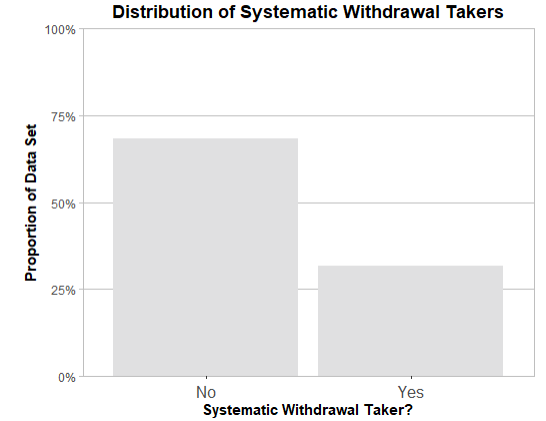 Distribution of Systematic Withdrawal Takers
Proportion of Data Set
100%
75%
50%
25%
0%
No
Yes
Systematic Withdrawal Taker?